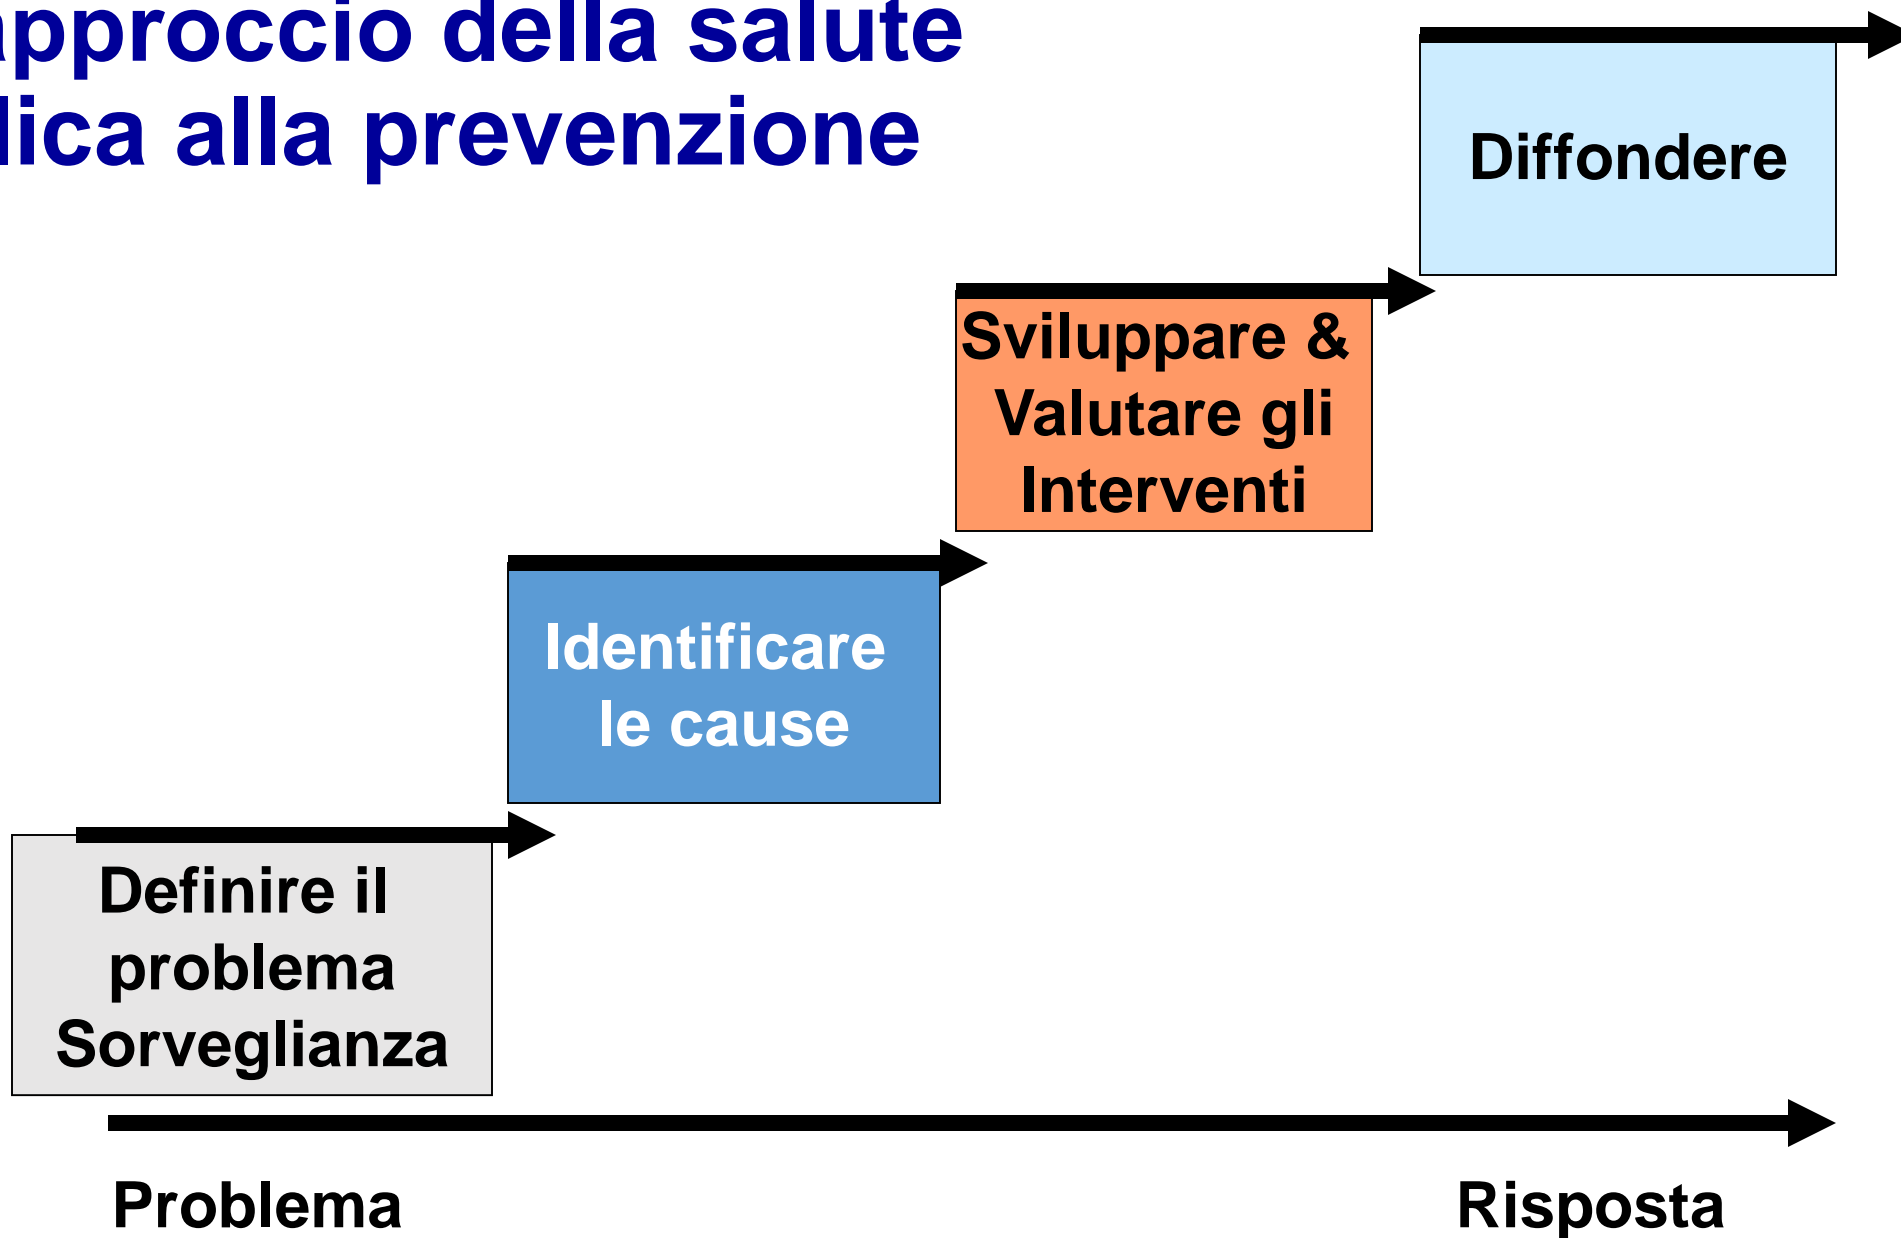 approccio della salute
lica alla prevenzione
Diffondere
Sviluppare &
Valutare gli
Interventi
Identificare
le cause
Definire il
problema
Sorveglianza
Problema
Risposta